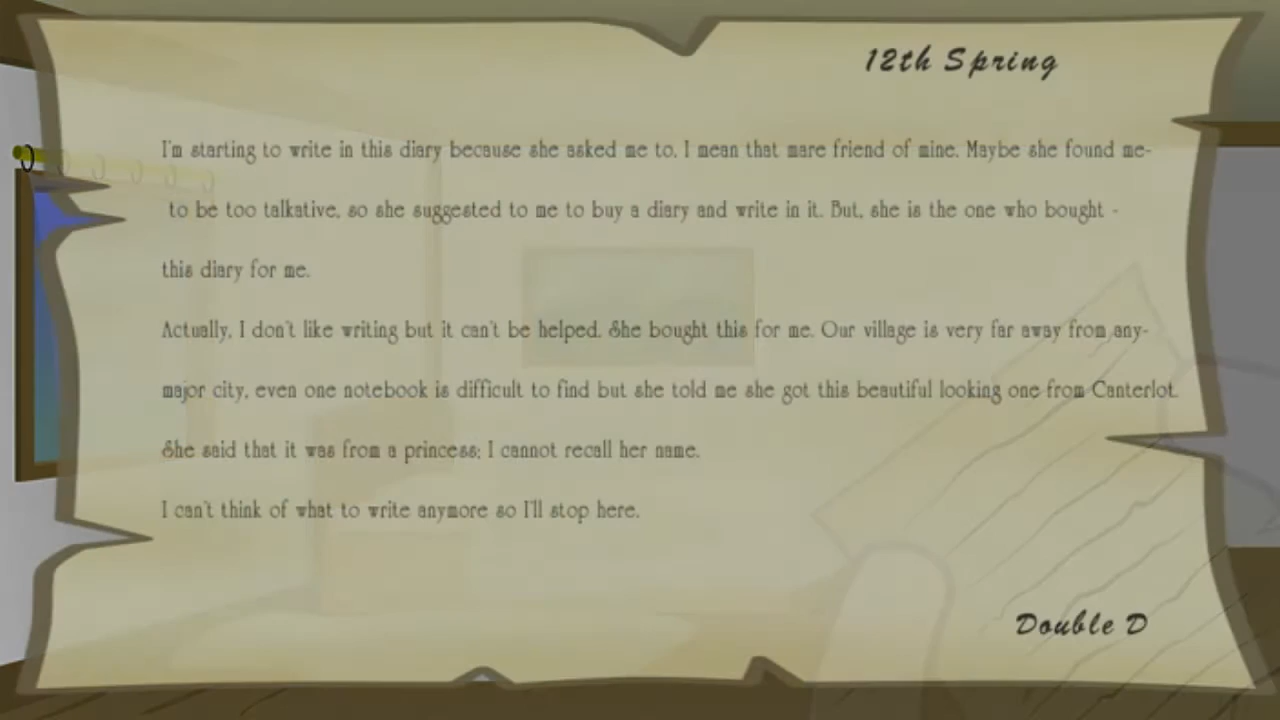 12th Spring
I'm starting to write in this diary because she asked me to, I mean that mare friend of mine. Maybe she found me-
to be too talkative, so she suggested to me to buy a diary and write in it. But, she is the one who bought -
this diary for me.
Actually, I don't like writing but it can't be helped. She bought this for me. Our village is very far away from any-
major city, even one notebook is difficult to find but she told me she got this beautiful looking one from Canterlot.
She said that it was from a princess; I cannot recall her name.
I can't think of what to write anymore so I'll stop here.
Double D